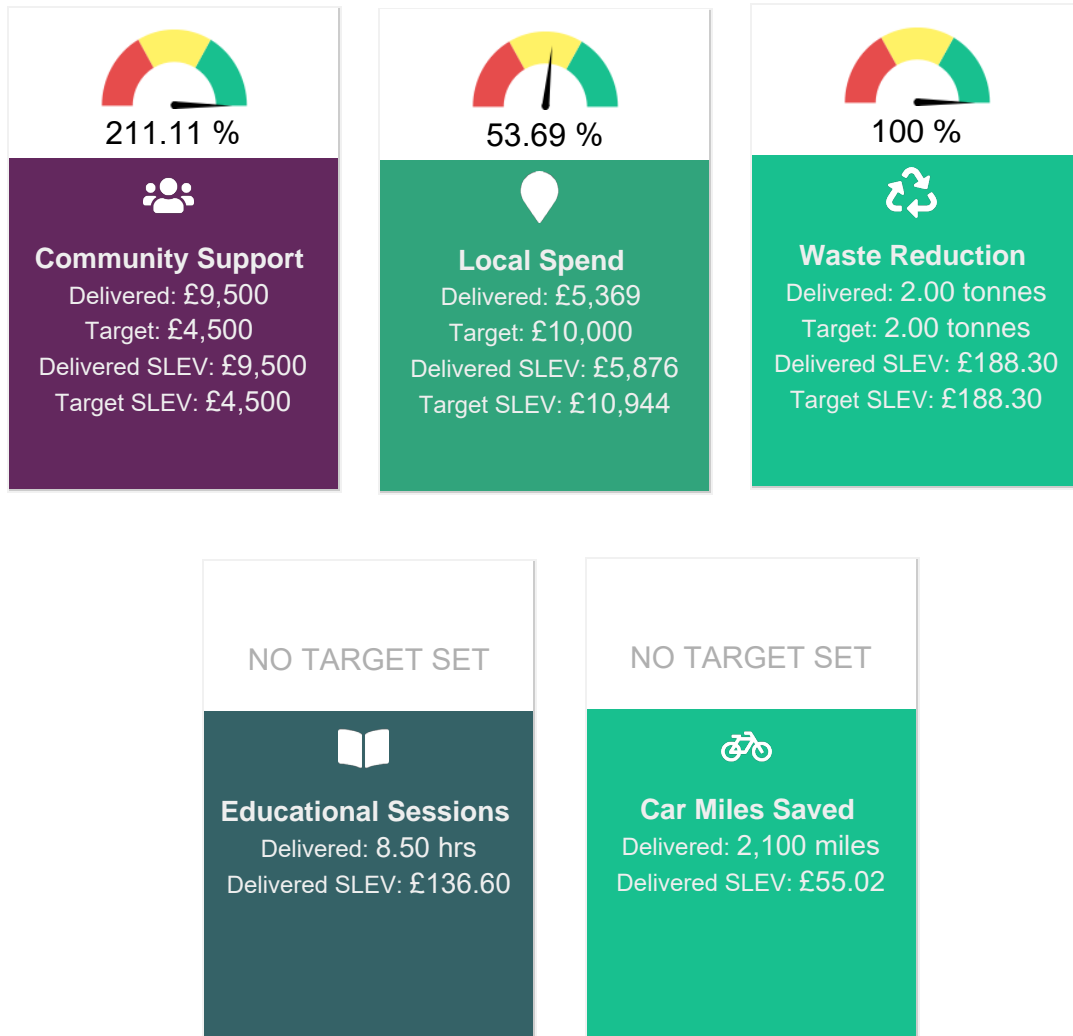 211.11 %
Community Support
Delivered: £9,500
Target: £4,500
Delivered SLEV: £9,500
Target SLEV: £4,500
53.69 %
Local Spend
Delivered: £5,369
Target: £10,000
Delivered SLEV: £5,876
Target SLEV: £10,944
100 %
Waste Reduction
Delivered: 2.00 tonnes
Target: 2.00 tonnes
Delivered SLEV: £188.30
Target SLEV: £188.30
NO TARGET SET
Educational Sessions
Delivered: 8.50 hrs
Delivered SLEV: £136.60
NO TARGET SET
Car Miles Saved
Delivered: 2,100 miles
Delivered SLEV: £55.02